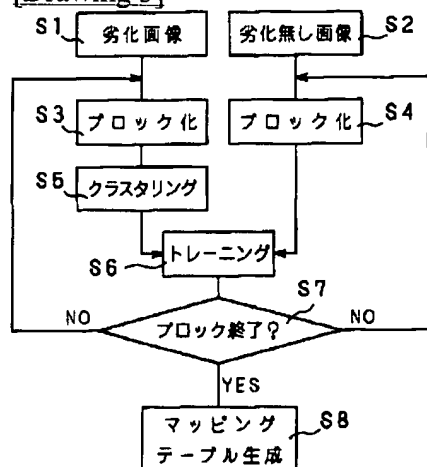 S1
劣化画像
劣化無し画像
S2
S3
ブロック化
ブロック化
S4
S5
クラスタリング
トレーニング
S6
S7
NO
ブロック終了?
NO
YES
マッピング
テーブル生成
S8